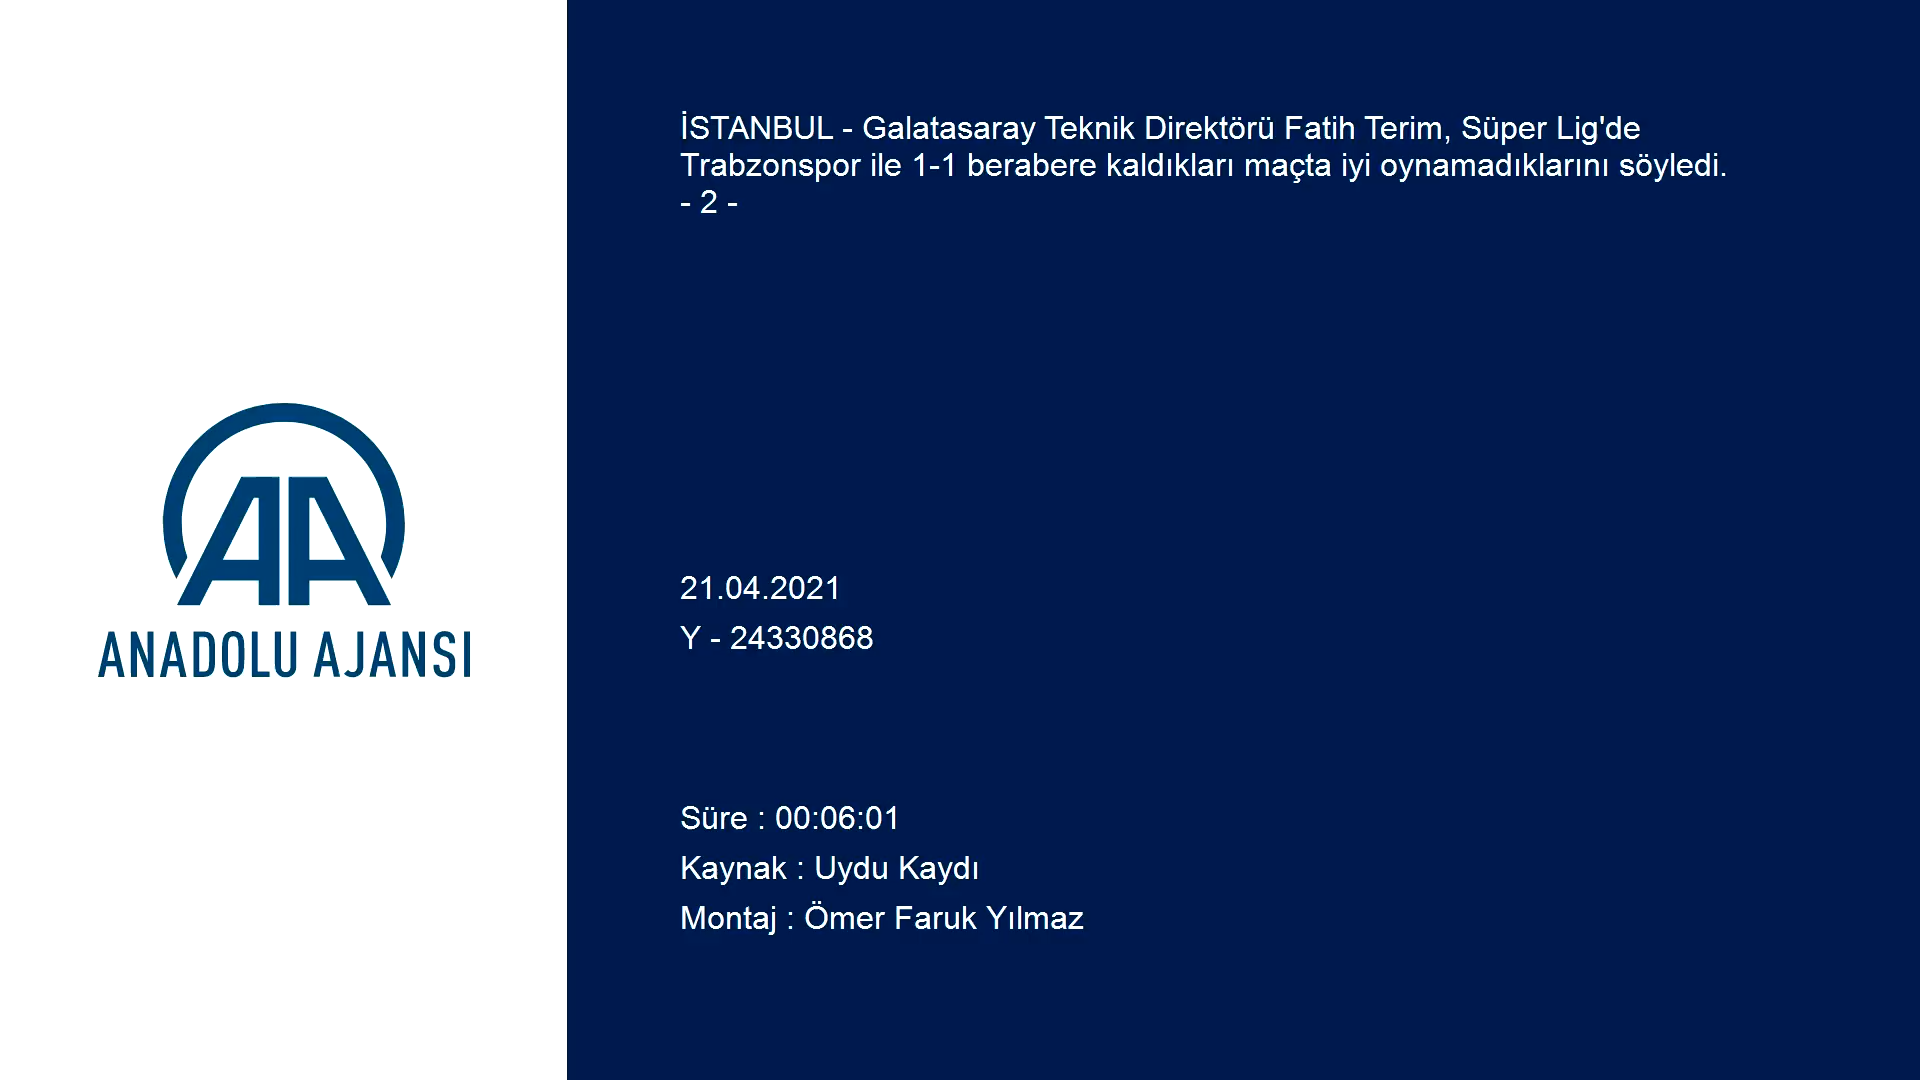 İSTANBUL - Galatasaray Teknik Direktörü Fatih Terim, Süper Lig'de
Trabzonspor ile 1-1 berabere kaldıkları maçta iyi oynamadıklarını söyledi.
- 2 -
AA
ANADOLU AJANSI
21.04.2021
Y - 24330868
Süre : 00:06:01
Kaynak : Uydu Kaydı
Montaj : Ömer Faruk Yılmaz